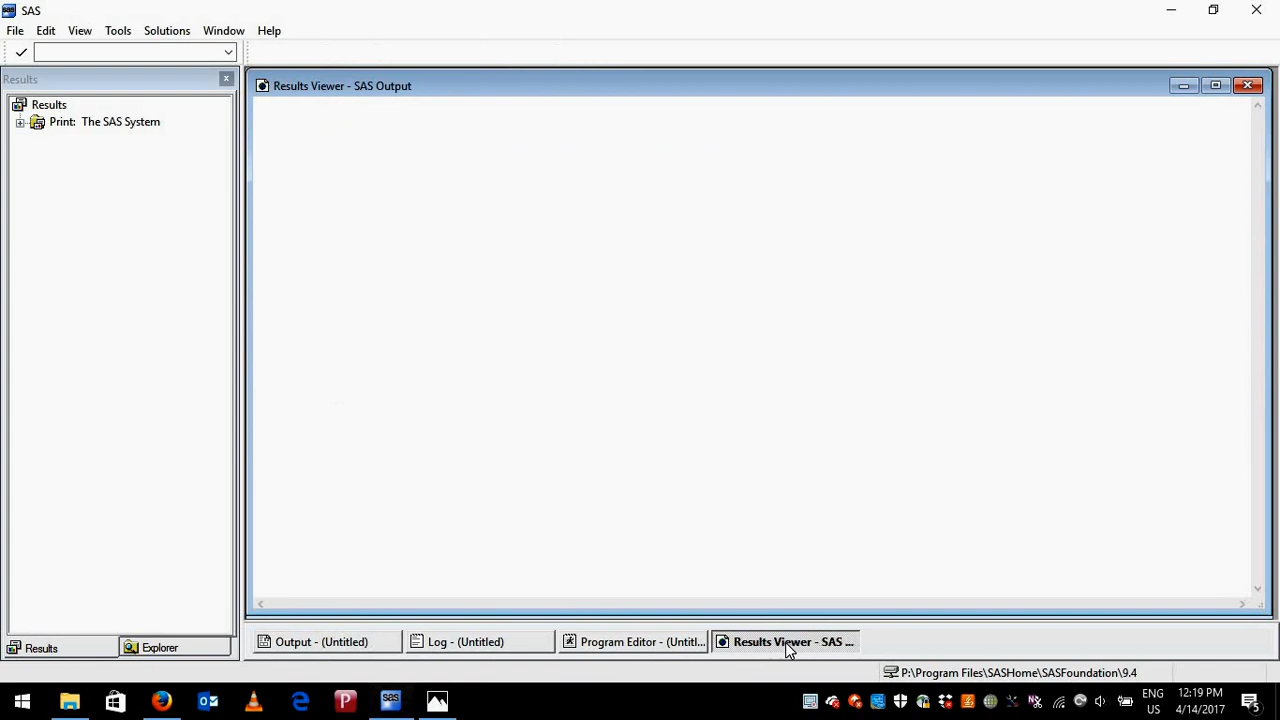 SAS
File Edit View Tools Solutions Window Help
Results
Results Viewer - SAS Output
Results
Print: The SAS System
Results Explorer
Output - (Untitled) Log - (Untitled) Program Editor - (Untitl... Results Viewer - SAS ...
P:\Program Files\SASHome\SASFoundation\9.4
sas
ENG
US
12:19 PM
4/14/2017
5